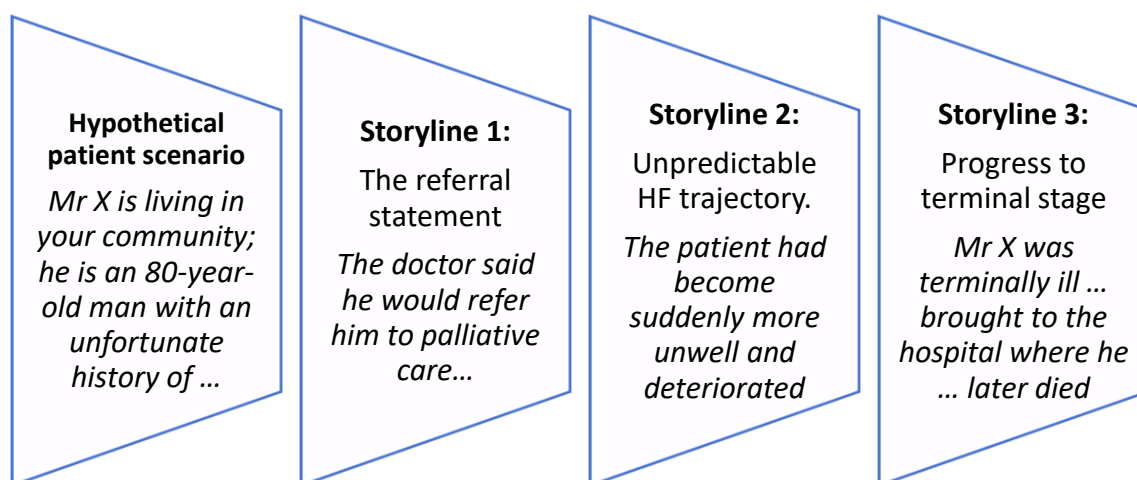 Hypothetical
patient scenario
Mr X is living in
your community;
he is an 80-year-
old man with an
unfortunate
history of …
Storyline 1:
The referral
statement
The doctor said
he would refer
him to palliative
care…
Storyline 2:
Unpredictable
HF trajectory.
The patient had
become
suddenly more
unwell and
deteriorated
Storyline 3:
Progress to
terminal stage
Mr X was
terminally ill …
brought to the
hospital where he
… later died